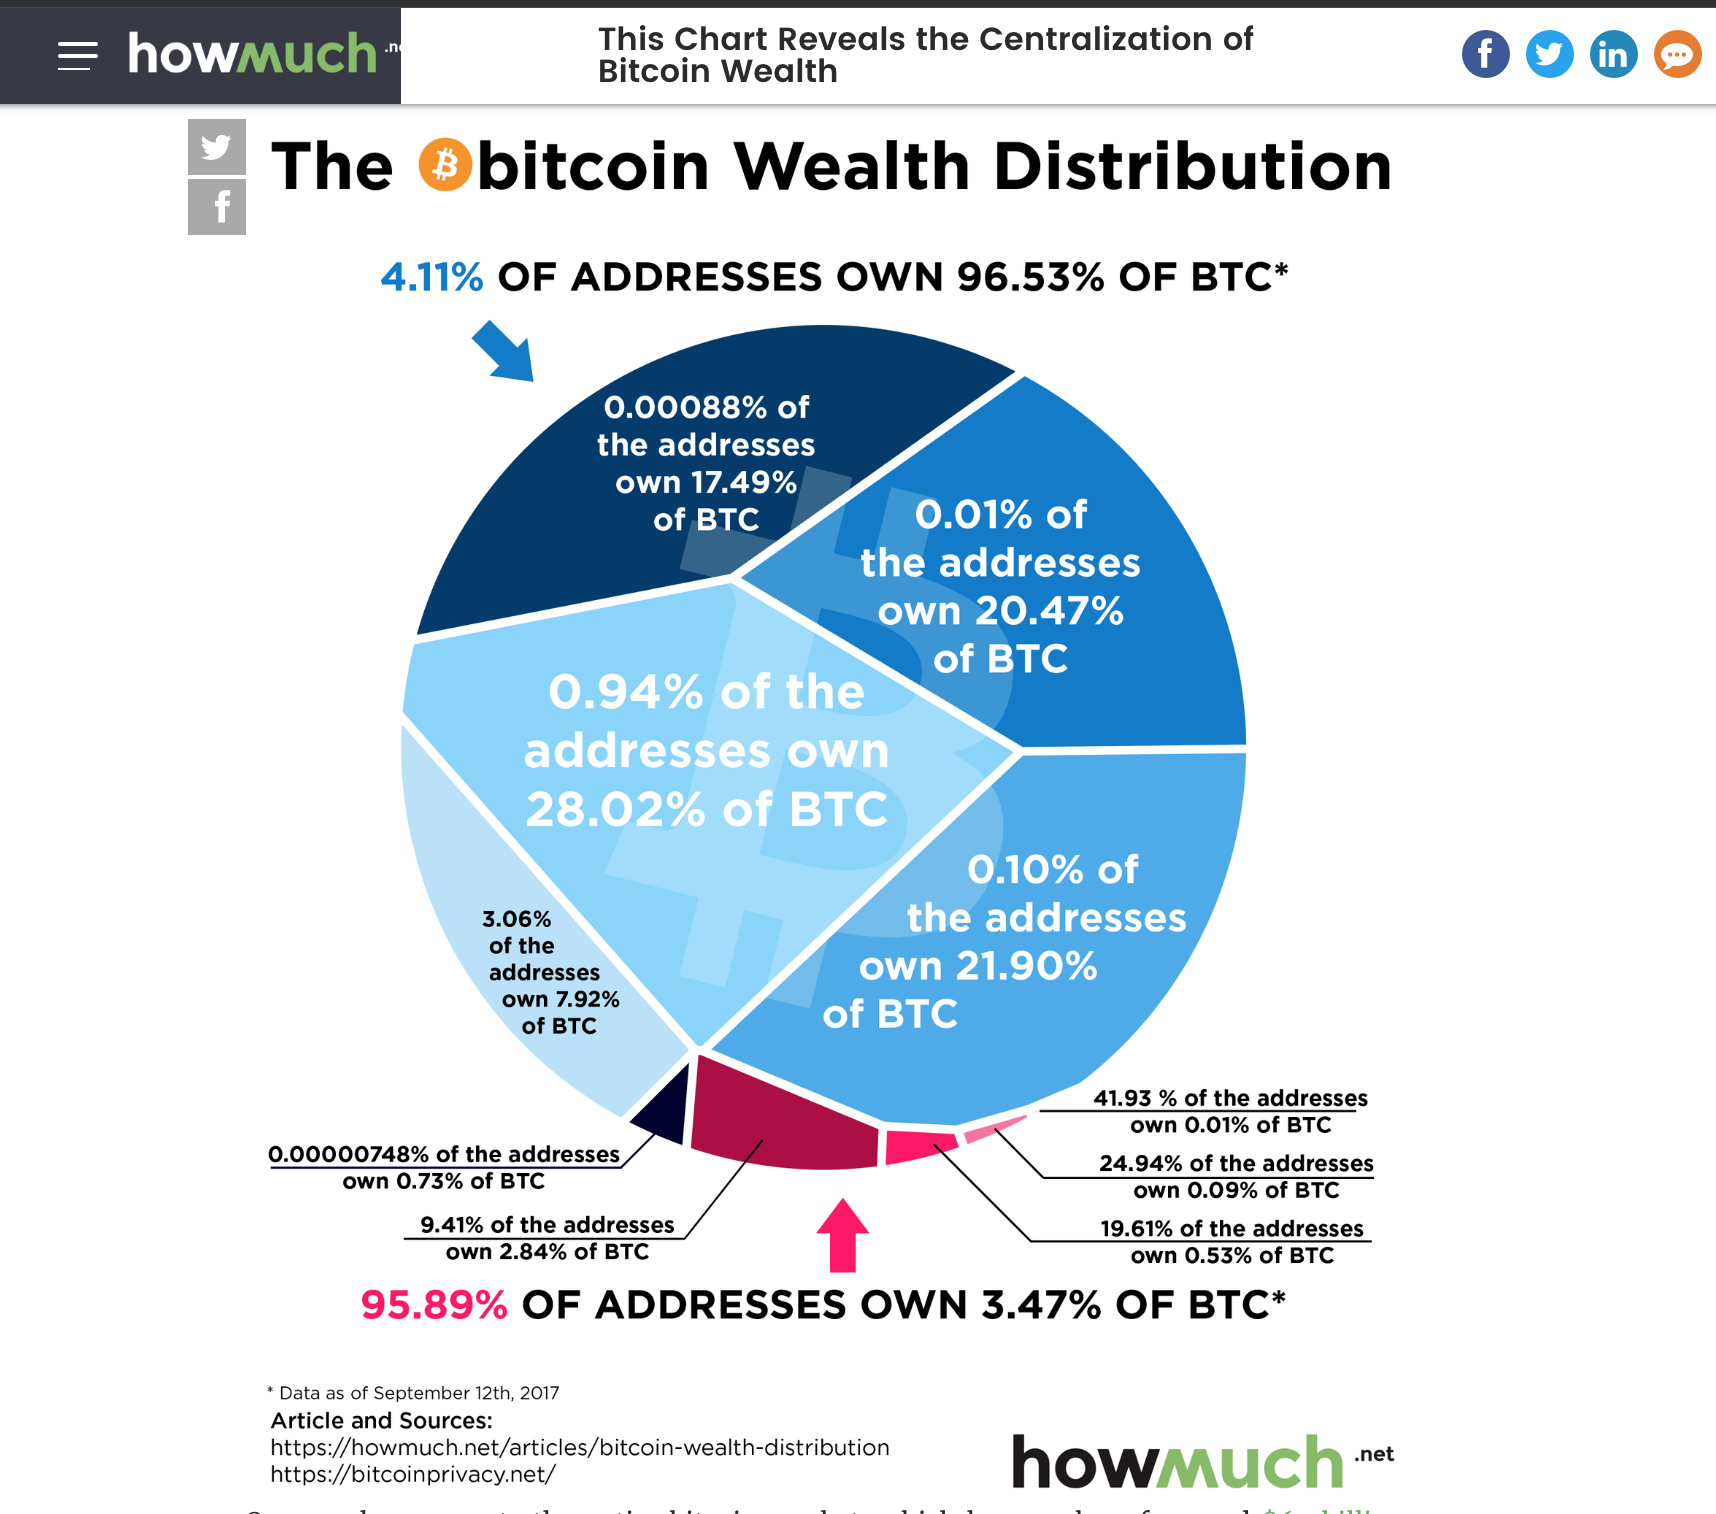 howmuch
This Chart Reveals the Centralization of
Bitcoin Wealth
The bitcoin Wealth Distribution
4.11% OF ADDRESSES OWN 96.53% OF BTC*
0.00088% of
the addresses
own 17.49%
of BTC
0.01% of
the addresses
own 20.47%
of BTC
0.94% of the
addresses own
28.02% of BTC
0.10% of
the addresses
own 21.90%
of BTC
3.06%
of the
addresses
own 7.92%
of BTC
41.93 % of the addresses
own 0.01% of BTC
0.00000748% of the addresses
own 0.73% of BTC
24.94% of the addresses
own 0.09% of BTC
9.41% of the addresses
own 2.84% of BTC
19.61% of the addresses
own 0.53% of BTC
95.89% OF ADDRESSES OWN 3.47% OF BTC*
* Data as of September 12th, 2017
Article and Sources:
https://howmuch.net/articles/bitcoin-wealth-distribution
https://bitcoinprivacy.net/
howmuch.net